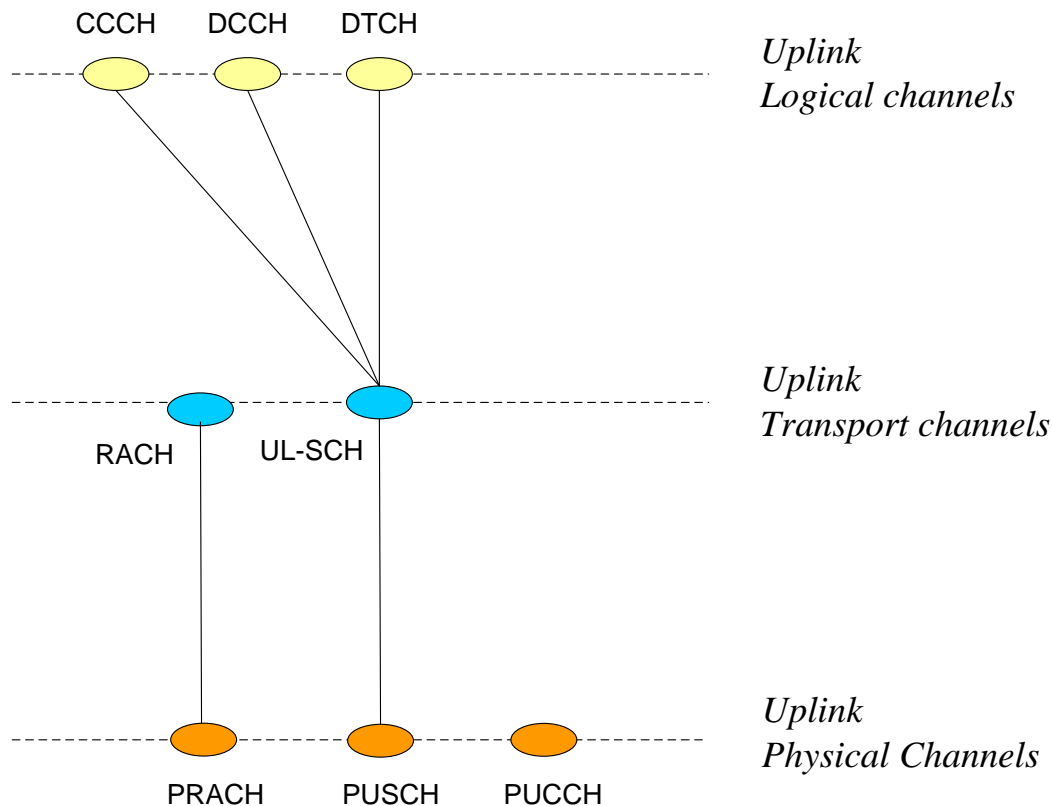 CCCH DCCH DTCH
Uplink
Logical channels
Uplink
Transport channels
RACH UL-SCH
Uplink
Physical Channels
PRACH PUSCH PUCCH